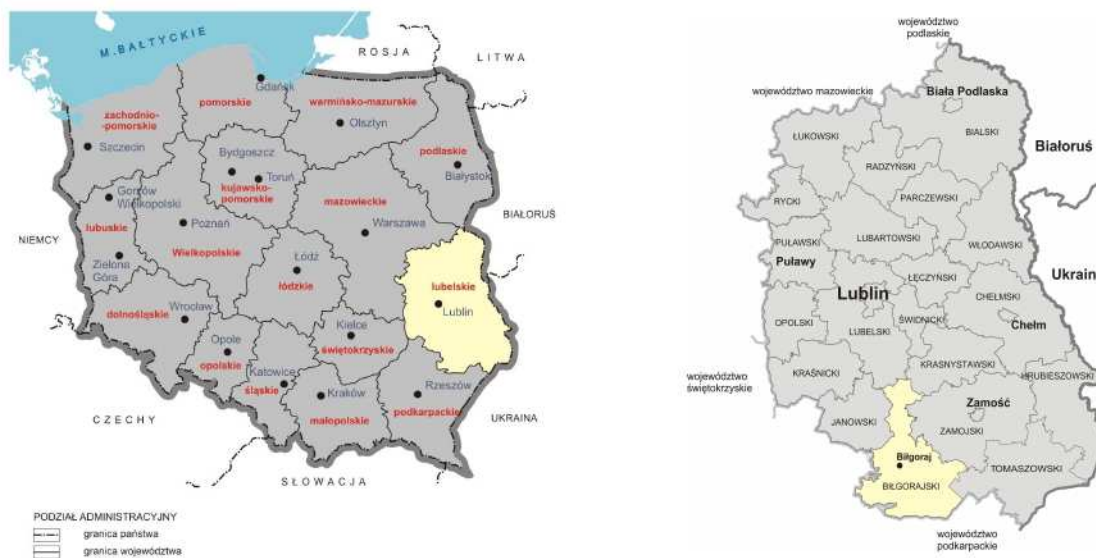 M. BAŁTYCKIE
ROSJA
LITWA
Gdańsk
pomorskie
warmińsko-mazurskie
zachodnio-
-pomorskie
Olsztyn
Szczecin
Bydgoszcz
Toruń
kujawsko-
pomorskie
podlaskie
Białystok
Gorzów
Wielkopolski
mazowieckie
lubuskie
Poznań
Warszawa
BIAŁORUŚ
NIEMCY
Wielkopolskie
Zielona
Góra
Łódź
łódzkie
lubelskie
Lublin
dolnośląskie
Wrocław
Opole
opolskie
Kielce
świętokrzyskie
Katowice
śląskie
Kraków
małopolskie
Rzeszów
podkarpackie
CZECHY
UKRAINA
SŁOWACJA
PODZIAŁ ADMINISTRACYJNY
granica państwa
granica województwa
województwo
podlaskie
województwo mazowieckie
Biała Podlaska
ŁUKOWSKI
BIALSKI
Białoruś
RADZYŃSKI
RYCKI
PARCZEWSKI
PUŁAWSKI
LUBARTOWSKI
WŁODAWSKI
Puławy
ŁĘCZYŃSKI
Ukrain
Lublin
CHEŁMSKI
OPOLSKI
LUBELSKI
ŚWIDNICKI
Chełm
KRAŚNICKI
KRASNYSTAWSKI
HRUBIESZOWSKI
województwo
świętokrzyskie
Zamość
JANOWSKI
ZAMOJSKI
Biłgoraj
TOMASZOWSKI
BIŁGORAJSKI
województwo
podkarpackie